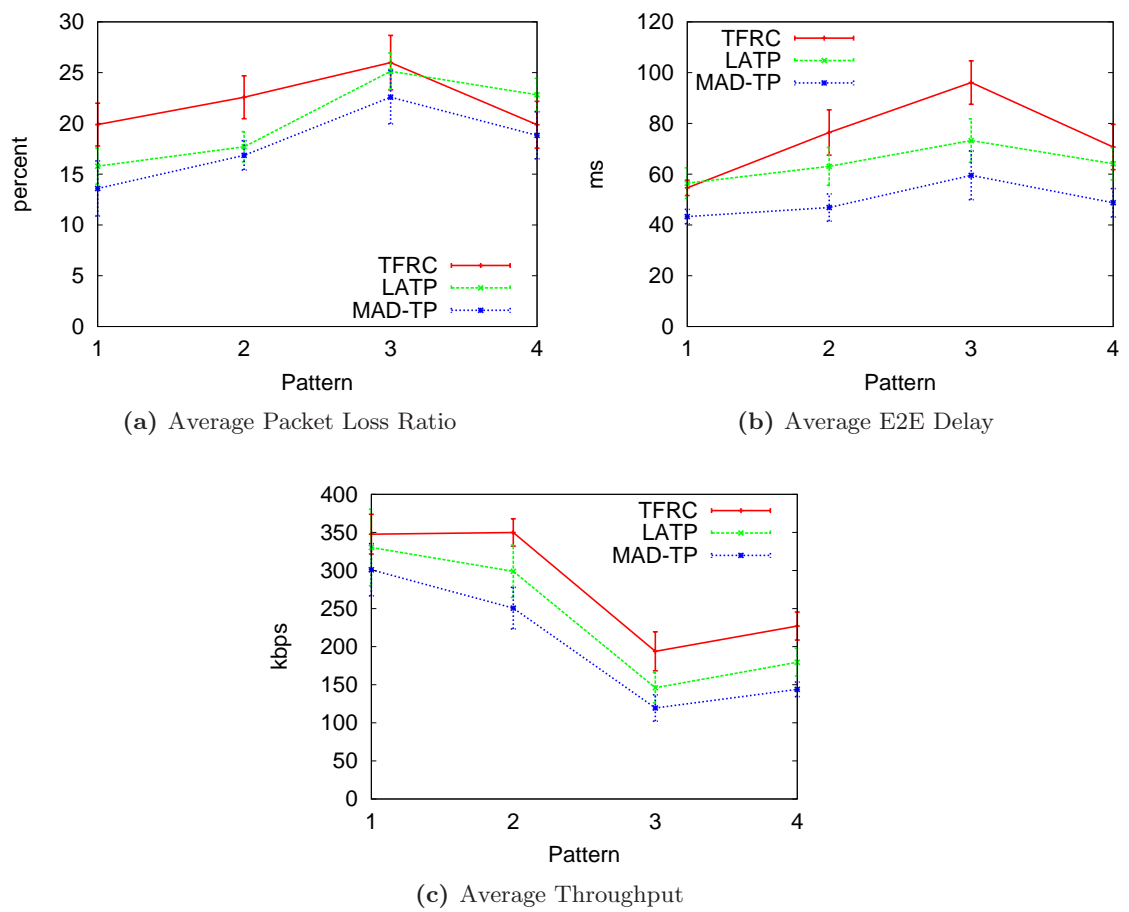 30
25
20
15
10
5
0
percent
TFRC
LATP
MAD-TP
1 2 3 4
Pattern
(a) Average Packet Loss Ratio
120
100
80
60
40
20
0
ms
TFRC
LATP
MAD-TP
1 2 3 4
Pattern
(b) Average E2E Delay
400
350
300
250
200
150
100
50
0
kbps
TFRC
LATP
MAD-TP
1 2 3 4
Pattern
(c) Average Throughput